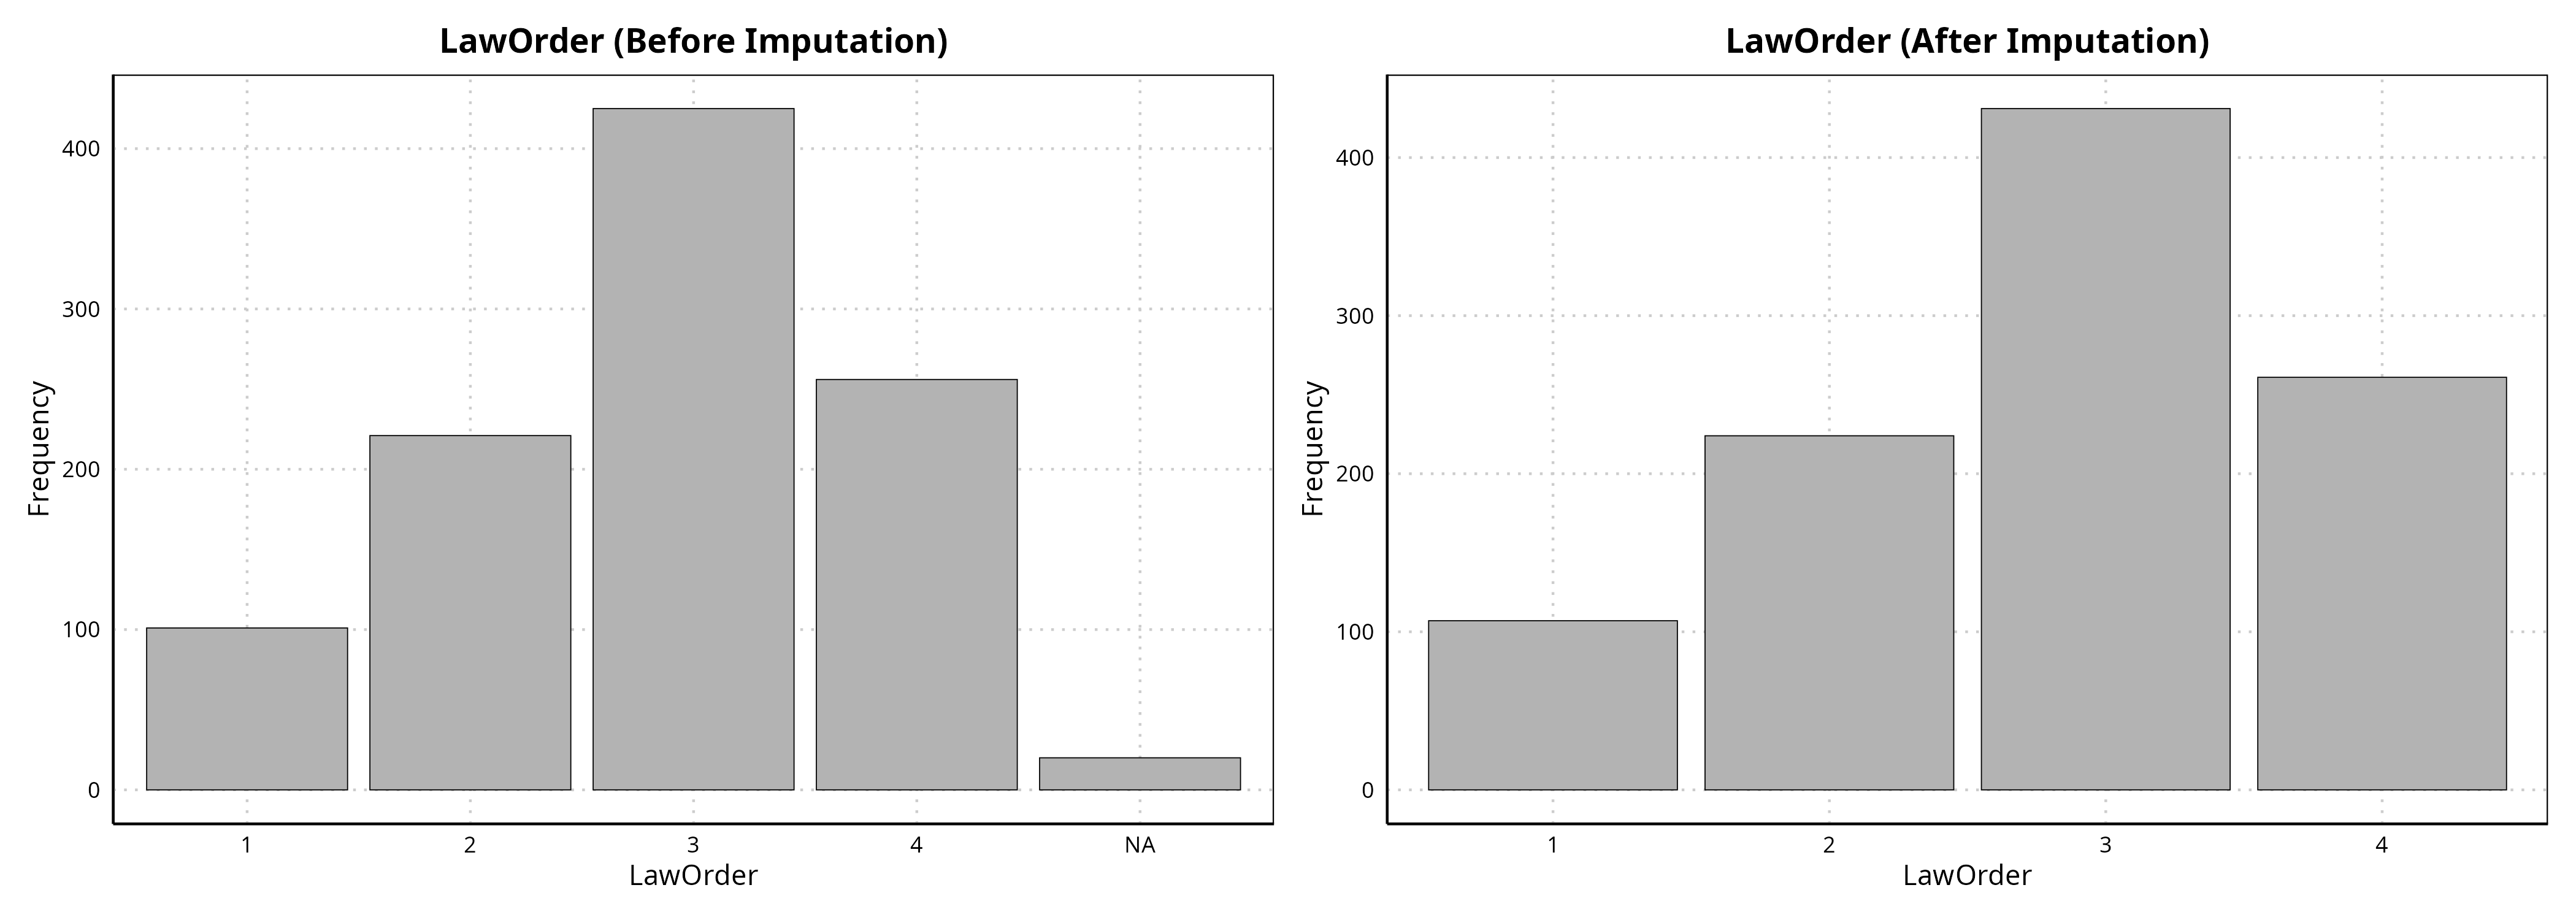 LawOrder (Before Imputation)
Frequency
400
300
200
100
0
1 2 3 4 NA
LawOrder
LawOrder (After Imputation)
Frequency
400
300
200
100
0
1 2 3 4
LawOrder